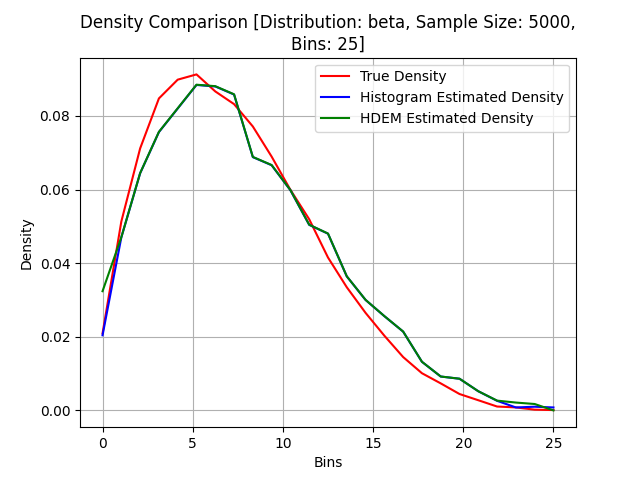 Density Comparison [Distribution: beta, Sample Size: 5000,
Bins: 25]
True Density
Histogram Estimated Density
HDEM Estimated Density
Density
0.08
0.06
0.04
0.02
0.00
0
5
10
15
20
25
Bins